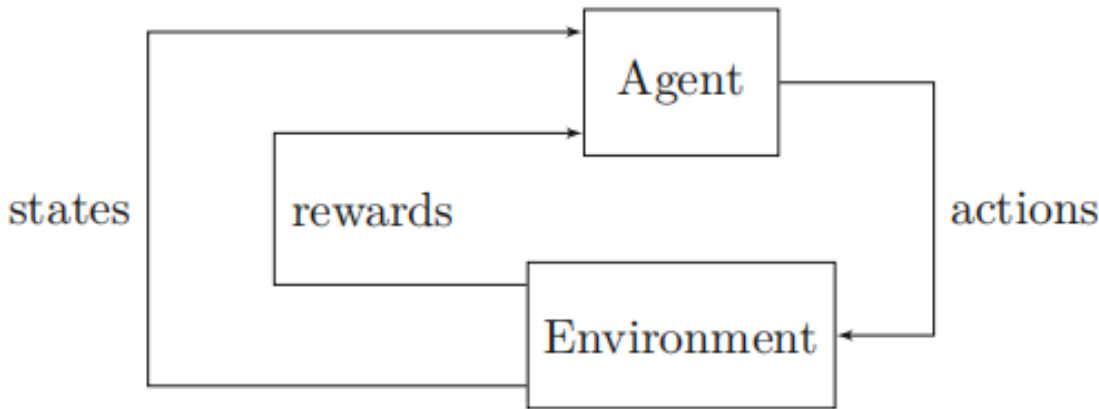 Agent
states
rewards
actions
Environment